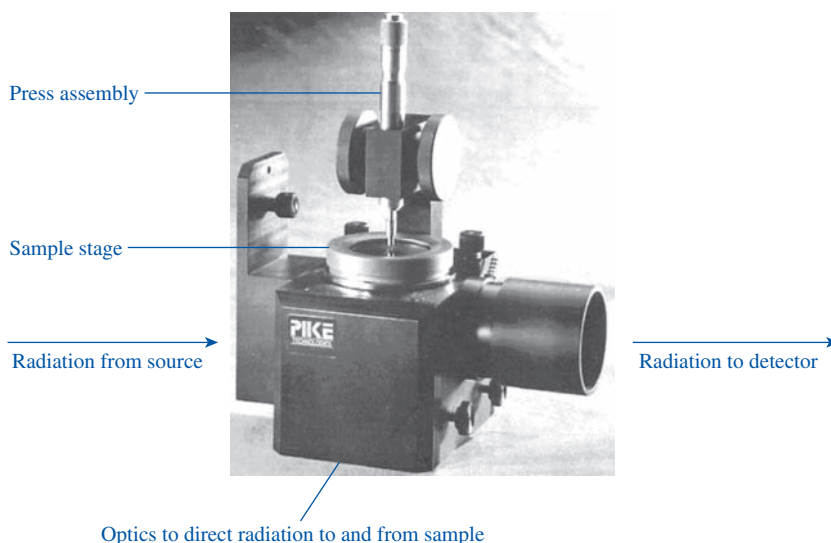 Press assembly
Sample stage
PIKE
TECHNOLOGIES
Radiation from source
Radiation to detector
Optics to direct radiation to and from sample